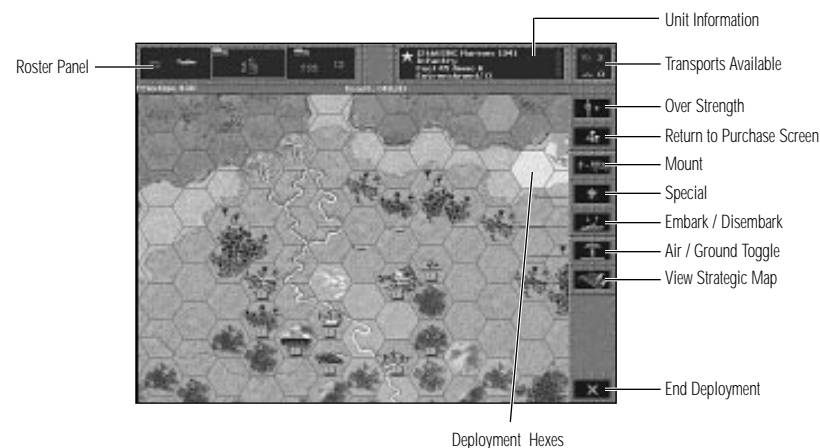 Unit Information
Roster Panel
Transports Available
Over Strength
Return to Purchase Screen
Mount
Special
Embark / Disembark
Air / Ground Toggle
View Strategic Map
End Deployment
Deployment Hexes